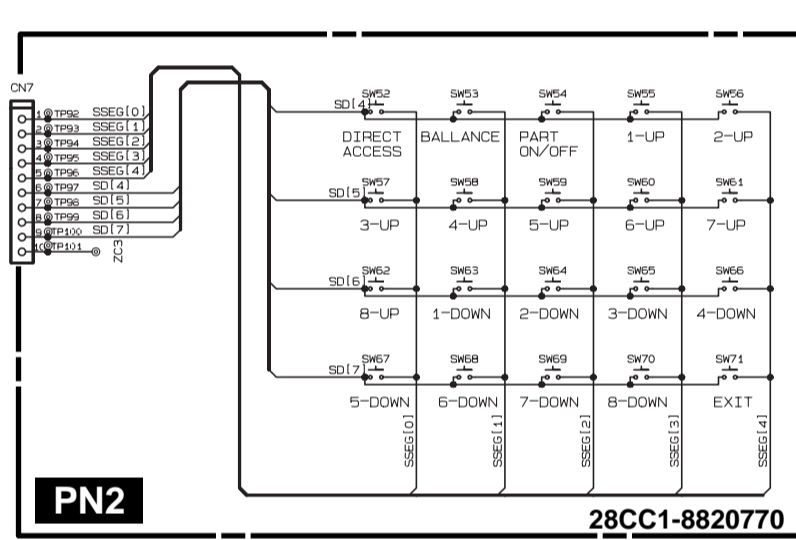 CN7
1 TP92 SSEG[0]
2 TP93 SSEG[1]
3 TP94 SSEG[2]
4 TP95 SSEG[3]
5 TP96 SSEG[4]
6 TP97 SD[4]
7 TP98 SD[5]
8 TP99 SD[6]
9 TP100 SD[7]
10 TP101
ZC3
SW52 SW53 SW54 SW55 SW56
SD[4]
DIRECT ACCESS BALLANCE PART ON/OFF 1-UP 2-UP
SW57 SW58 SW59 SW60 SW61
SD[5]
3-UP 4-UP 5-UP 6-UP 7-UP
SW62 SW63 SW64 SW65 SW66
SD[6]
8-UP 1-DOWN 2-DOWN 3-DOWN 4-DOWN
SW67 SW68 SW69 SW70 SW71
SD[7]
5-DOWN 6-DOWN 7-DOWN 8-DOWN EXIT
SSEG[0] SSEG[1] SSEG[2] SSEG[3] SSEG[4]
PN2
28CC1-8820770